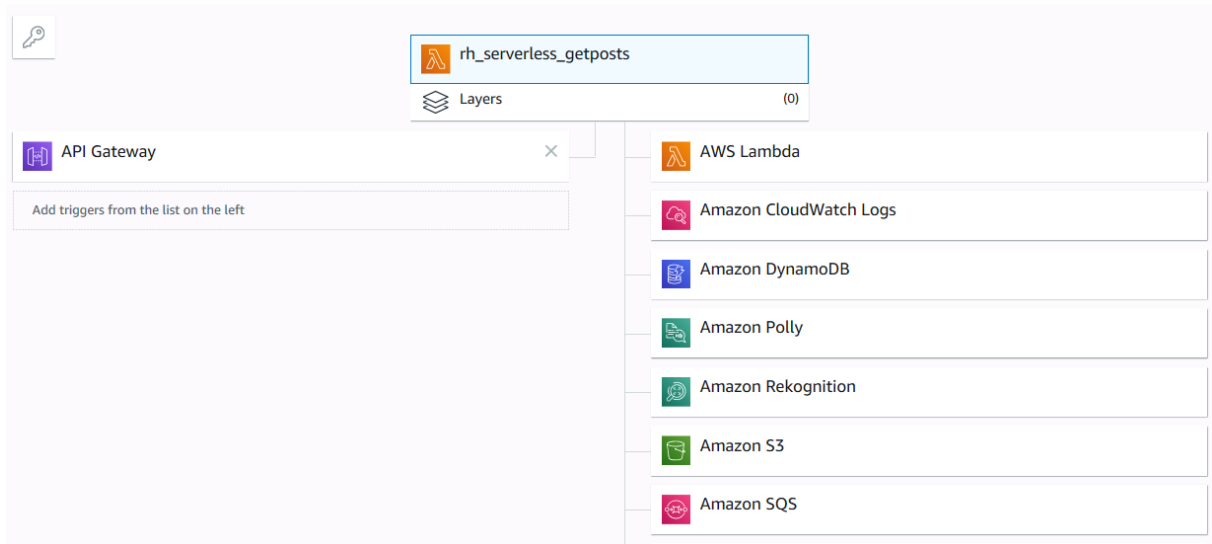 rh_serverless_getposts
Layers (0)
API Gateway
Add triggers from the list on the left
AWS Lambda
Amazon CloudWatch Logs
Amazon DynamoDB
Amazon Polly
Amazon Rekognition
Amazon S3
Amazon SQS